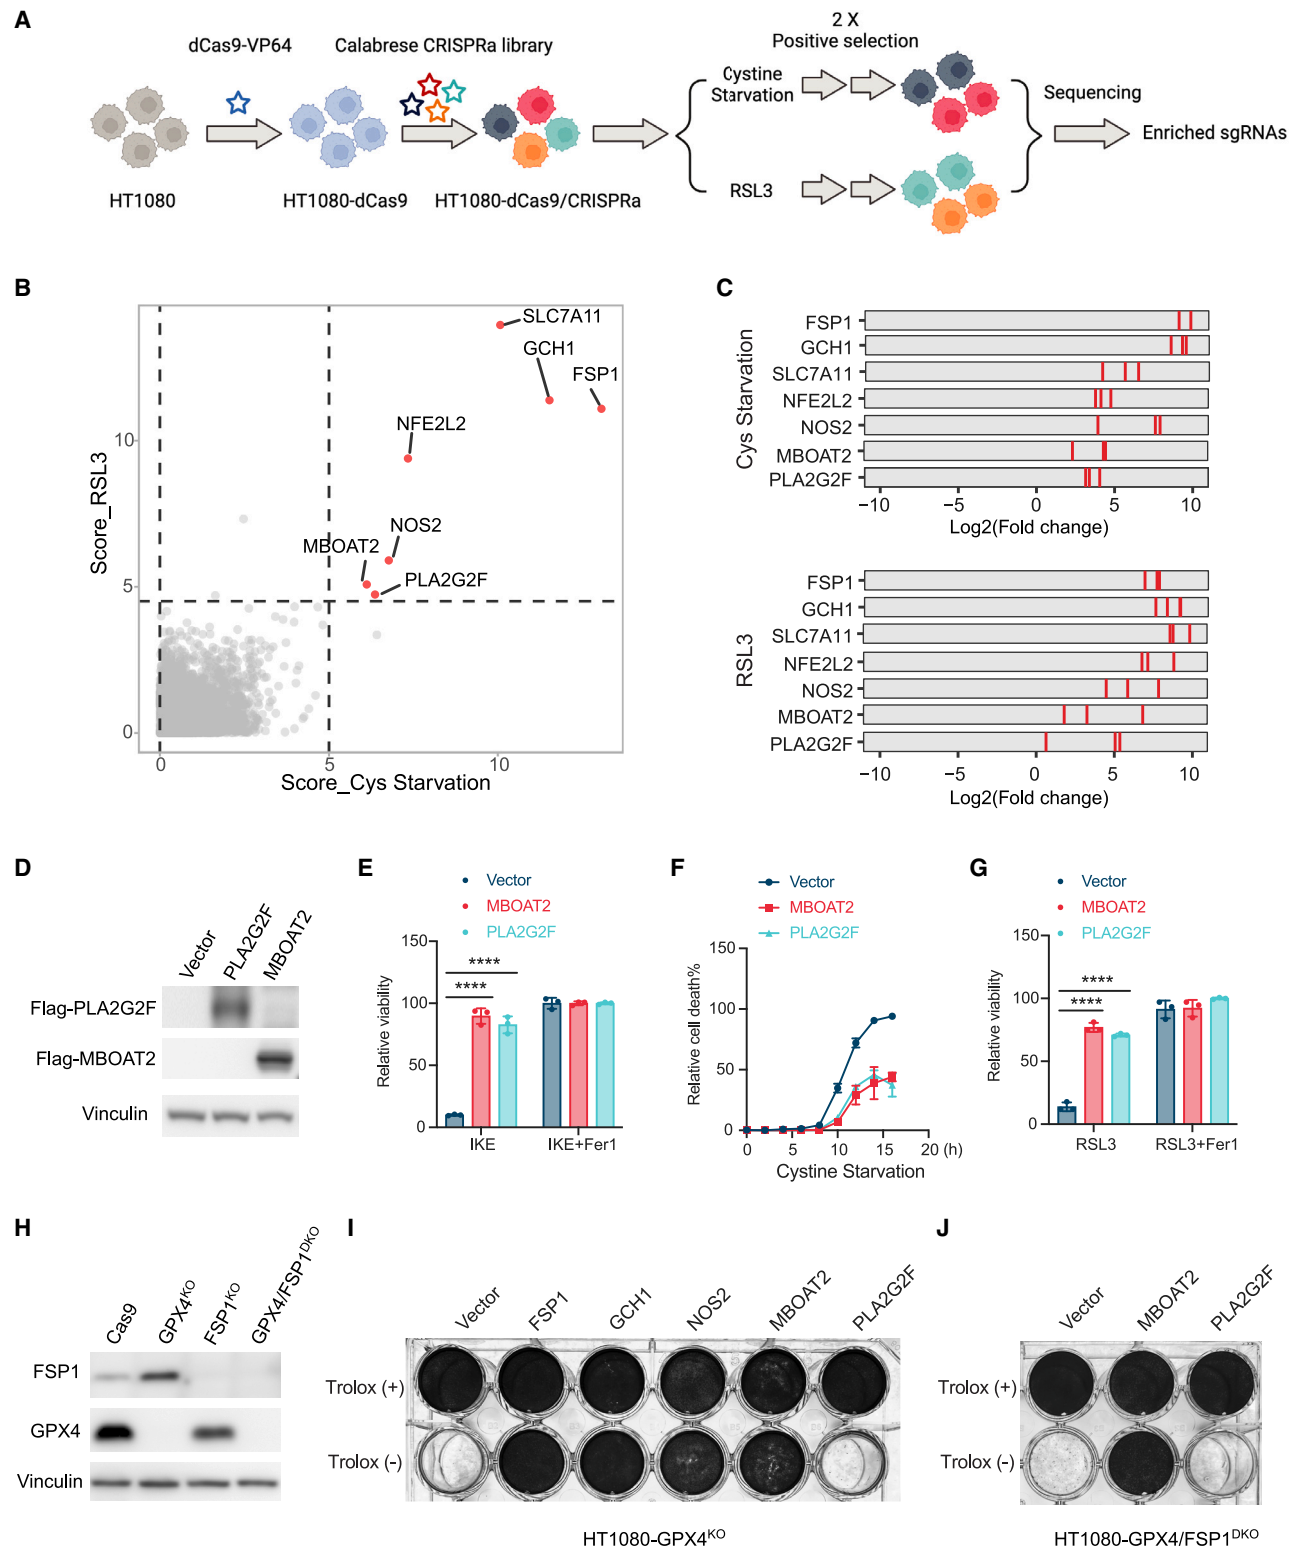 A
dCas9-VP64
Calabrese CRISPRa library
2 X
Positive selection
Cystine
Starvation
RSL3
Sequencing
Enriched sgRNAs
HT1080
HT1080-dCas9
HT1080-dCas9/CRISPRa
B
Score_RSL3
10
5
0
0
5
10
Score_Cys Starvation
SLC7A11
GCH1
FSP1
NFE2L2
NOS2
MBOAT2
PLA2G2F
C
Cys Starvation
FSP1
GCH1
SLC7A11
NFE2L2
NOS2
MBOAT2
PLA2G2F
−10
−5
0
5
10
Log2(Fold change)
RSL3
FSP1
GCH1
SLC7A11
NFE2L2
NOS2
MBOAT2
PLA2G2F
−10
−5
0
5
10
Log2(Fold change)
D
Vector
PLA2G2F
MBOAT2
Flag-PLA2G2F
Flag-MBOAT2
Vinculin
E
Vector
MBOAT2
PLA2G2F
Relative viability
150
100
50
0
****
****
IKE
IKE+Fer1
F
Vector
MBOAT2
PLA2G2F
Relative cell death%
150
100
50
0
0
5
10
15
20 (h)
Cystine Starvation
G
Vector
MBOAT2
PLA2G2F
Relative viability
150
100
50
0
****
****
RSL3
RSL3+Fer1
H
Cas9
GPX4KO
FSP1KO
GPX4/FSP1DKO
FSP1
GPX4
Vinculin
I
Vector
FSP1
GCH1
NOS2
MBOAT2
PLA2G2F
Trolox (+)
Trolox (-)
HT1080-GPX4KO
J
Vector
MBOAT2
PLA2G2F
Trolox (+)
Trolox (-)
HT1080-GPX4/FSP1DKO